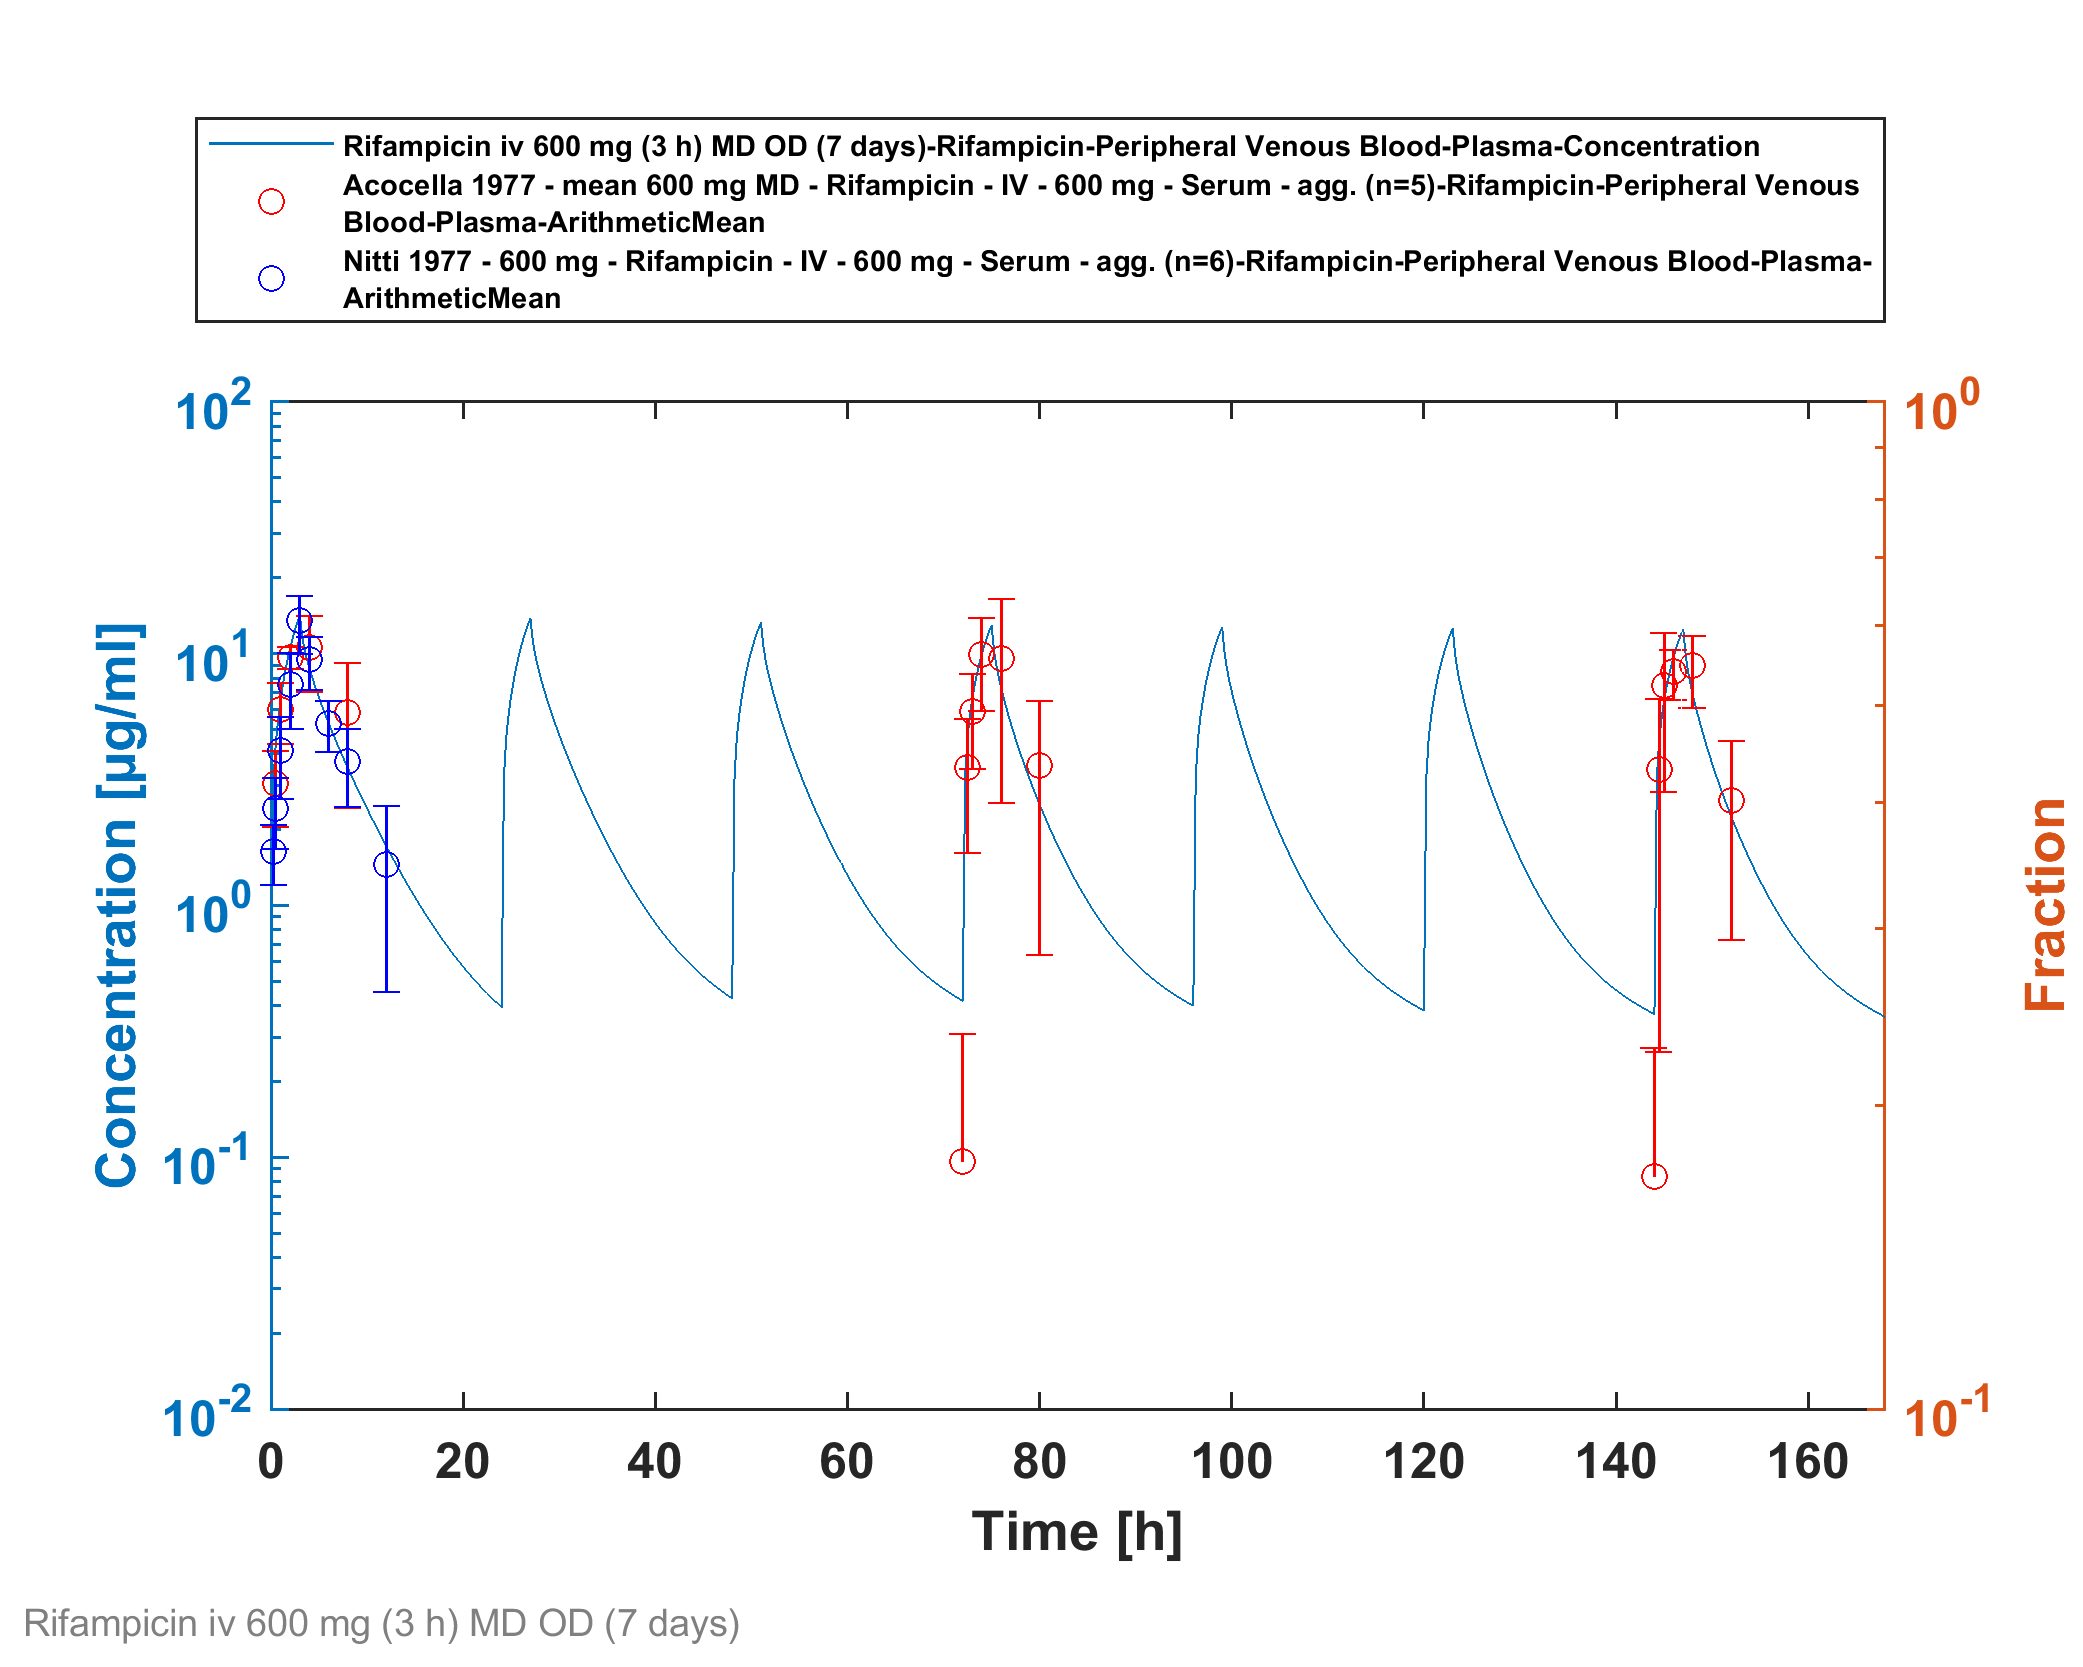 Rifampicin iv 600 mg (3 h) MD OD (7 days)-Rifampicin-Peripheral Venous Blood-Plasma-Concentration
Acocella 1977 - mean 600 mg MD - Rifampicin - IV - 600 mg - Serum - agg. (n=5)-Rifampicin-Peripheral Venous
Blood-Plasma-ArithmeticMean
Nitti 1977 - 600 mg - Rifampicin - IV - 600 mg - Serum - agg. (n=6)-Rifampicin-Peripheral Venous Blood-Plasma-
ArithmeticMean
10^2
10^1
10^0
10^-1
10^-2
Concentration [µg/ml]
10^0
10^-1
Fraction
0 20 40 60 80 100 120 140 160
Time [h]
Rifampicin iv 600 mg (3 h) MD OD (7 days)